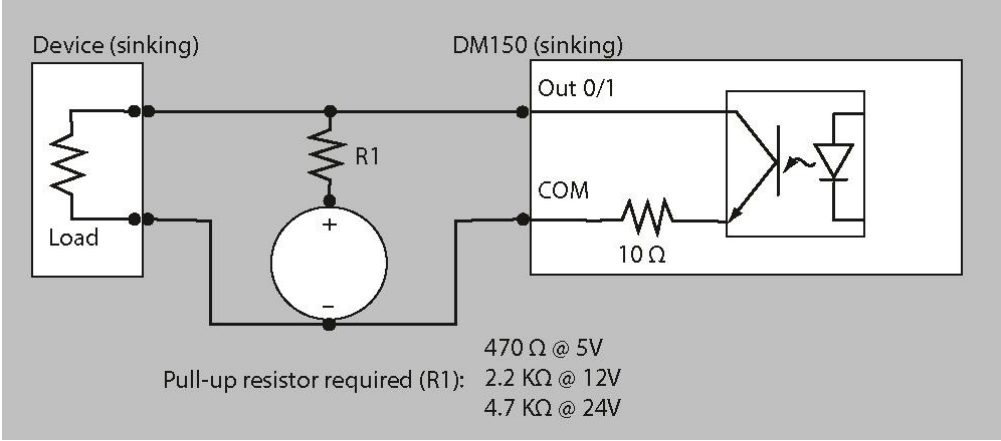 Device (sinking)
DM150 (sinking)
Out 0/1
R1
COM
+
Load
10 Ω
−
470 Ω @ 5V
Pull-up resistor required (R1): 2.2 KΩ @ 12V
4.7 KΩ @ 24V